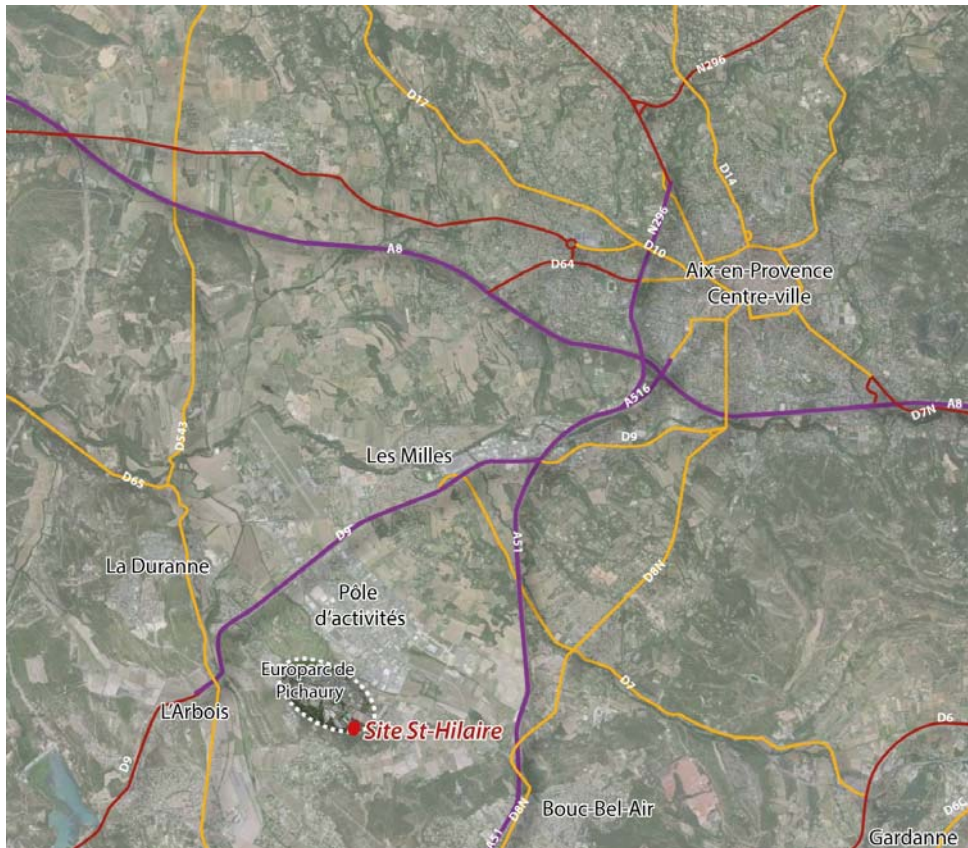 N296
D17
D14
N296
A8
D10
D64
Aix-en-Provence
Centre-ville
A516
A8
D7N
D543
D9
Les Milles
D65
D9
A51
La Duranne
D8N
Pôle
d'activités
Europarc de
Pichaury
D7
L'Arbois
Site St-Hilaire
D6
D9
Bouc-Bel-Air
D8N
D6C
A51
Gardanne